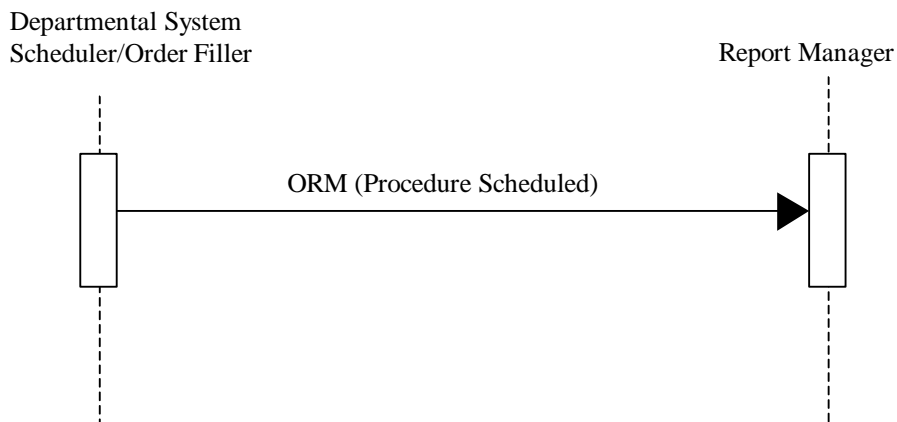 Departmental System
Scheduler/Order Filler
Report Manager
ORM (Procedure Scheduled)